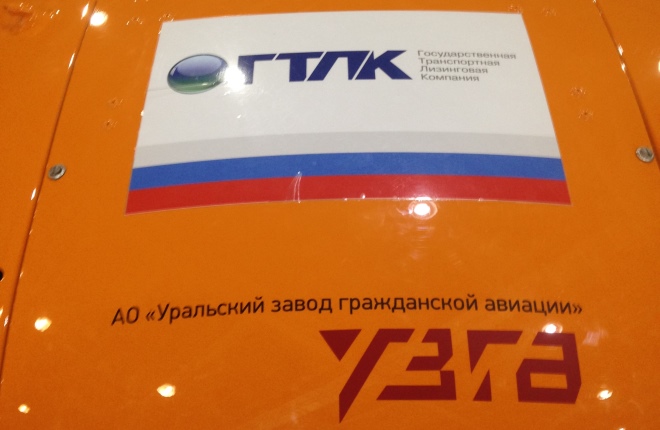 ГТЛК
Государственная
Транспортная
Лизинговая
Компания
АО «Уральский завод гражданской авиации»
УЗГА